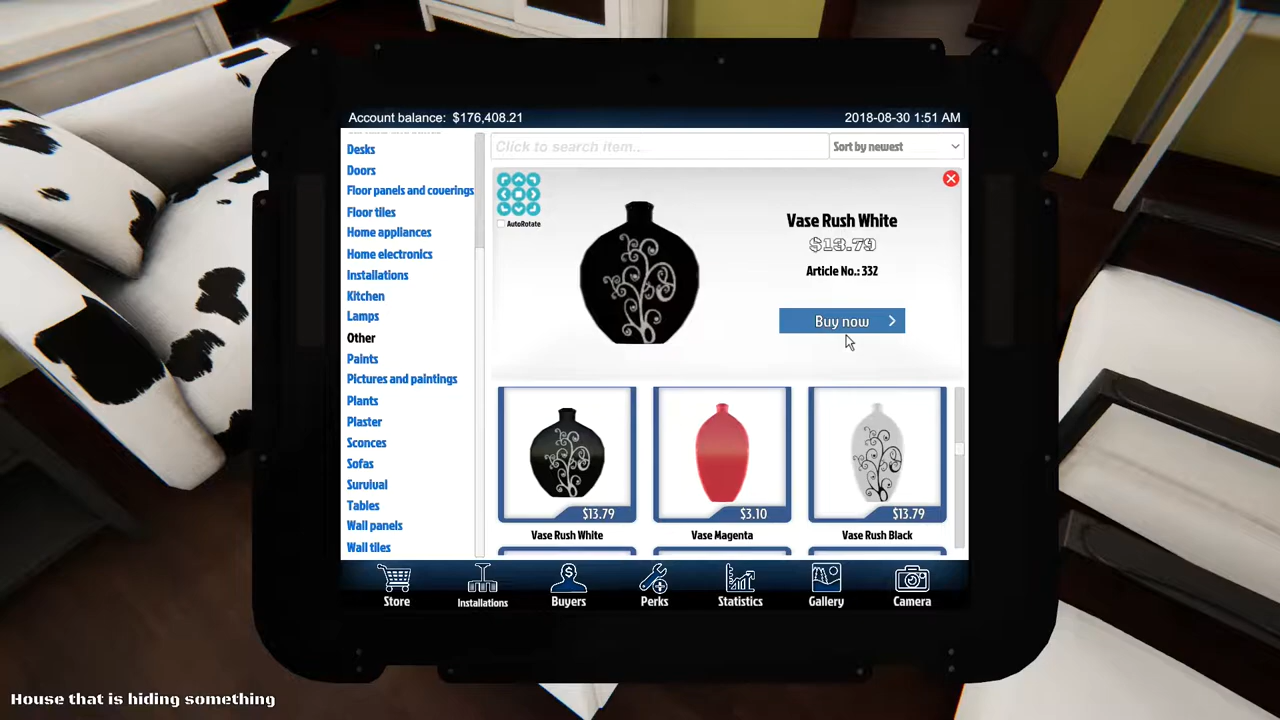 Account balance: $176,408.21
2018-08-30 1:51 AM
Desks
Doors
Floor panels and coverings
Floor tiles
Home appliances
Home electronics
Installations
Kitchen
Lamps
Other
Paints
Pictures and paintings
Plants
Plaster
Sconces
Sofas
Survival
Tables
Wall panels
Wall tiles
Click to search item...
Sort by newest
AutoRotate
Vase Rush White
$13.79
Article No.: 332
Buy now
$13.79
$3.10
$13.79
Vase Rush White
Vase Magenta
Vase Rush Black
Store
Installations
Buyers
Perks
Statistics
Gallery
Camera
House that is hiding something